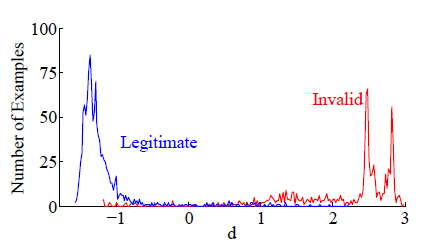 100
75
50
25
0
Number of Examples
Legitimate
Invalid
−1 0 1 2 3
d